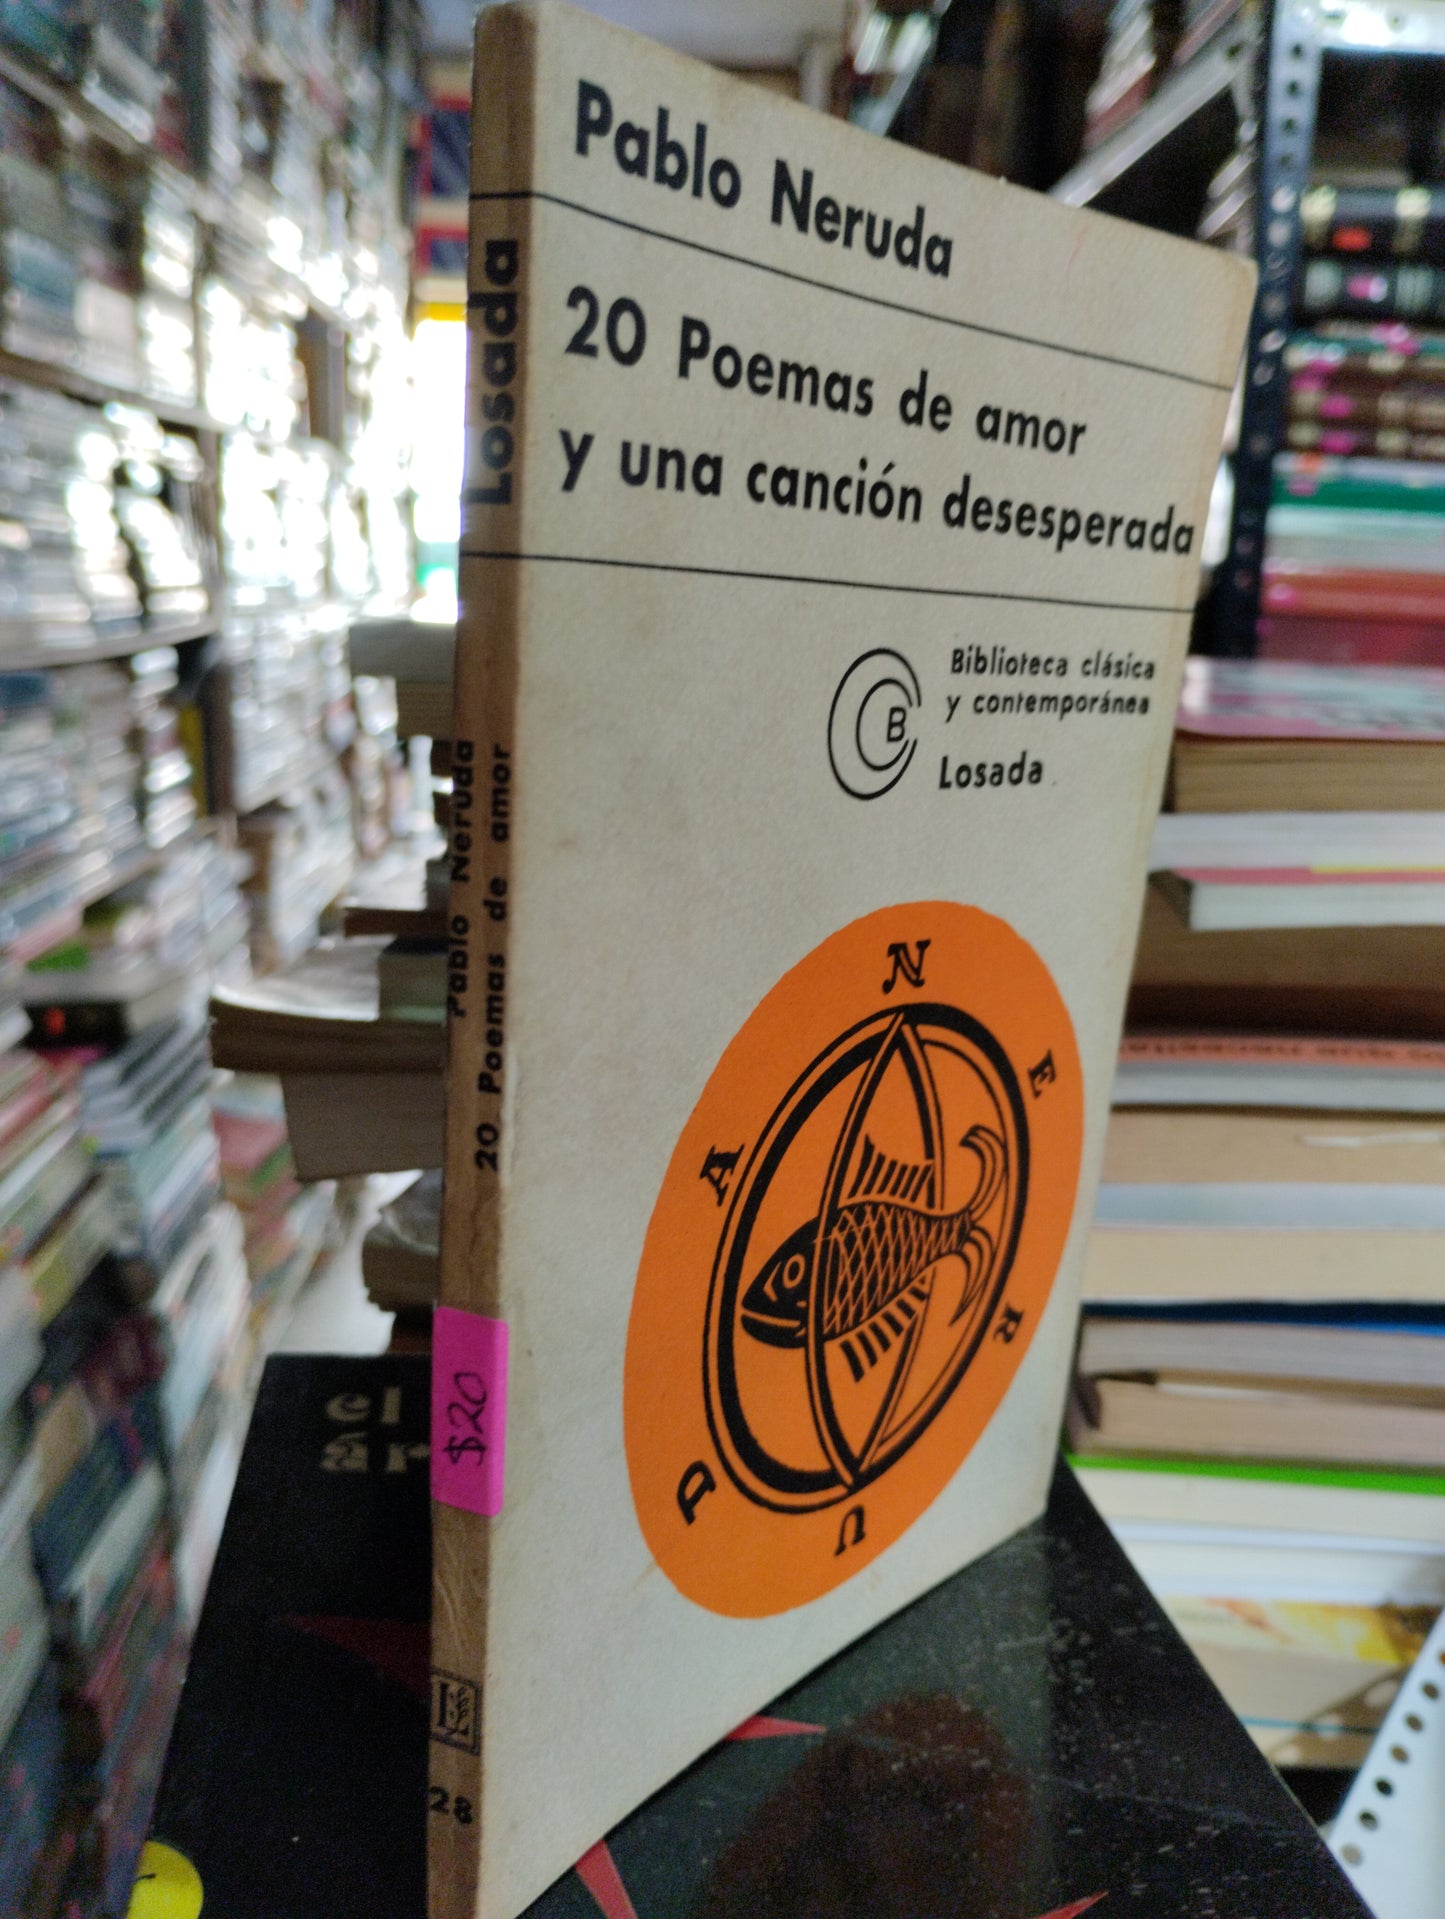 Pablo Neruda
20 Poemas de amor
y una canción desesperada
B
Biblioteca clásica
y contemporánea
Losada
N
E
R
U
D
A
Losada
Pablo Neruda
20 Poemas de amor
$20
28
el